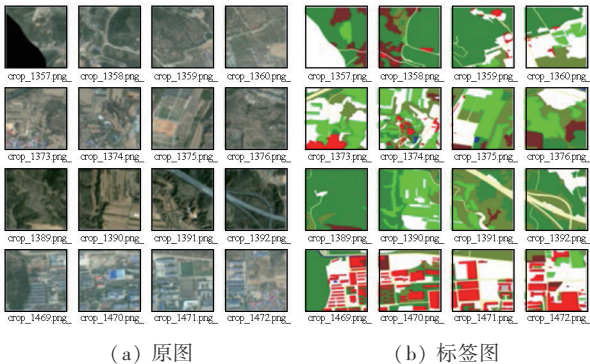 crop_1357.png_ crop_1358.png_ crop_1359.png_ crop_1360.png_ crop_1357.png_ crop_1358.png_ crop_1359.png_ crop_1360.png_
crop_1373.png_ crop_1374.png_ crop_1375.png_ crop_1376.png_ crop_1373.png_ crop_1374.png_ crop_1375.png_ crop_1376.png_
crop_1389.png_ crop_1390.png_ crop_1391.png_ crop_1392.png_ crop_1389.png_ crop_1390.png_ crop_1391.png_ crop_1392.png_
crop_1469.png_ crop_1470.png_ crop_1471.png_ crop_1472.png_ crop_1469.png_ crop_1470.png_ crop_1471.png_ crop_1472.png_
（a）原图 （b）标签图